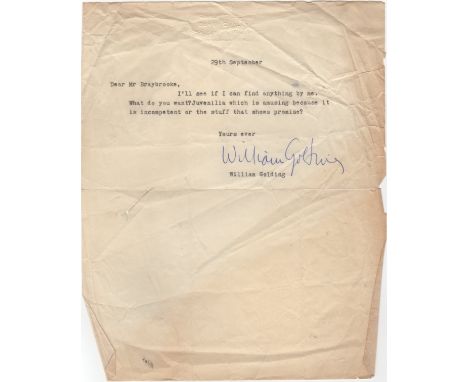 29th September
Dear Mr Braybrooke,
I'll see if I can find anything by me.
What do you want?Juvenilia which is amusing because it
is incompetent or the stuff that shows promise?
Yours ever
William Golding
William Golding